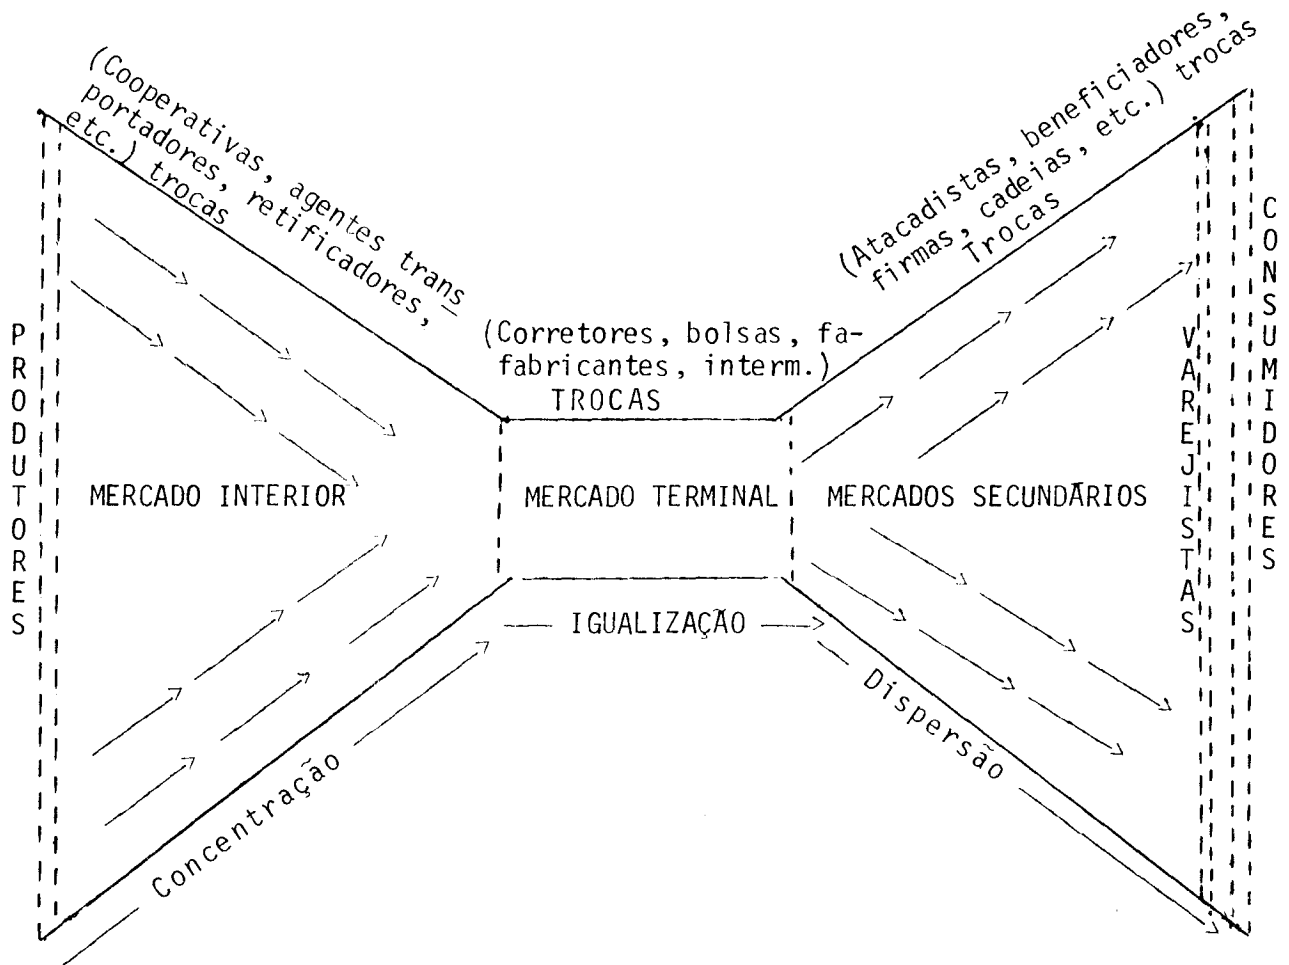 (Cooperativas, agentes trans
portadores, retificadores,
etc.) trocas
(Atacadistas, beneficiadores,
firmas, cadeias, etc.) trocas
Trocas
(Corretores, bolsas, fa-
fabricantes, interm.)
TROCAS
PRODUTORES
MERCADO INTERIOR
MERCADO TERMINAL
MERCADOS SECUNDÁRIOS
VAREJISTAS
CONSUMIDORES
IGUALIZAÇÃO
Concentração
Dispersão